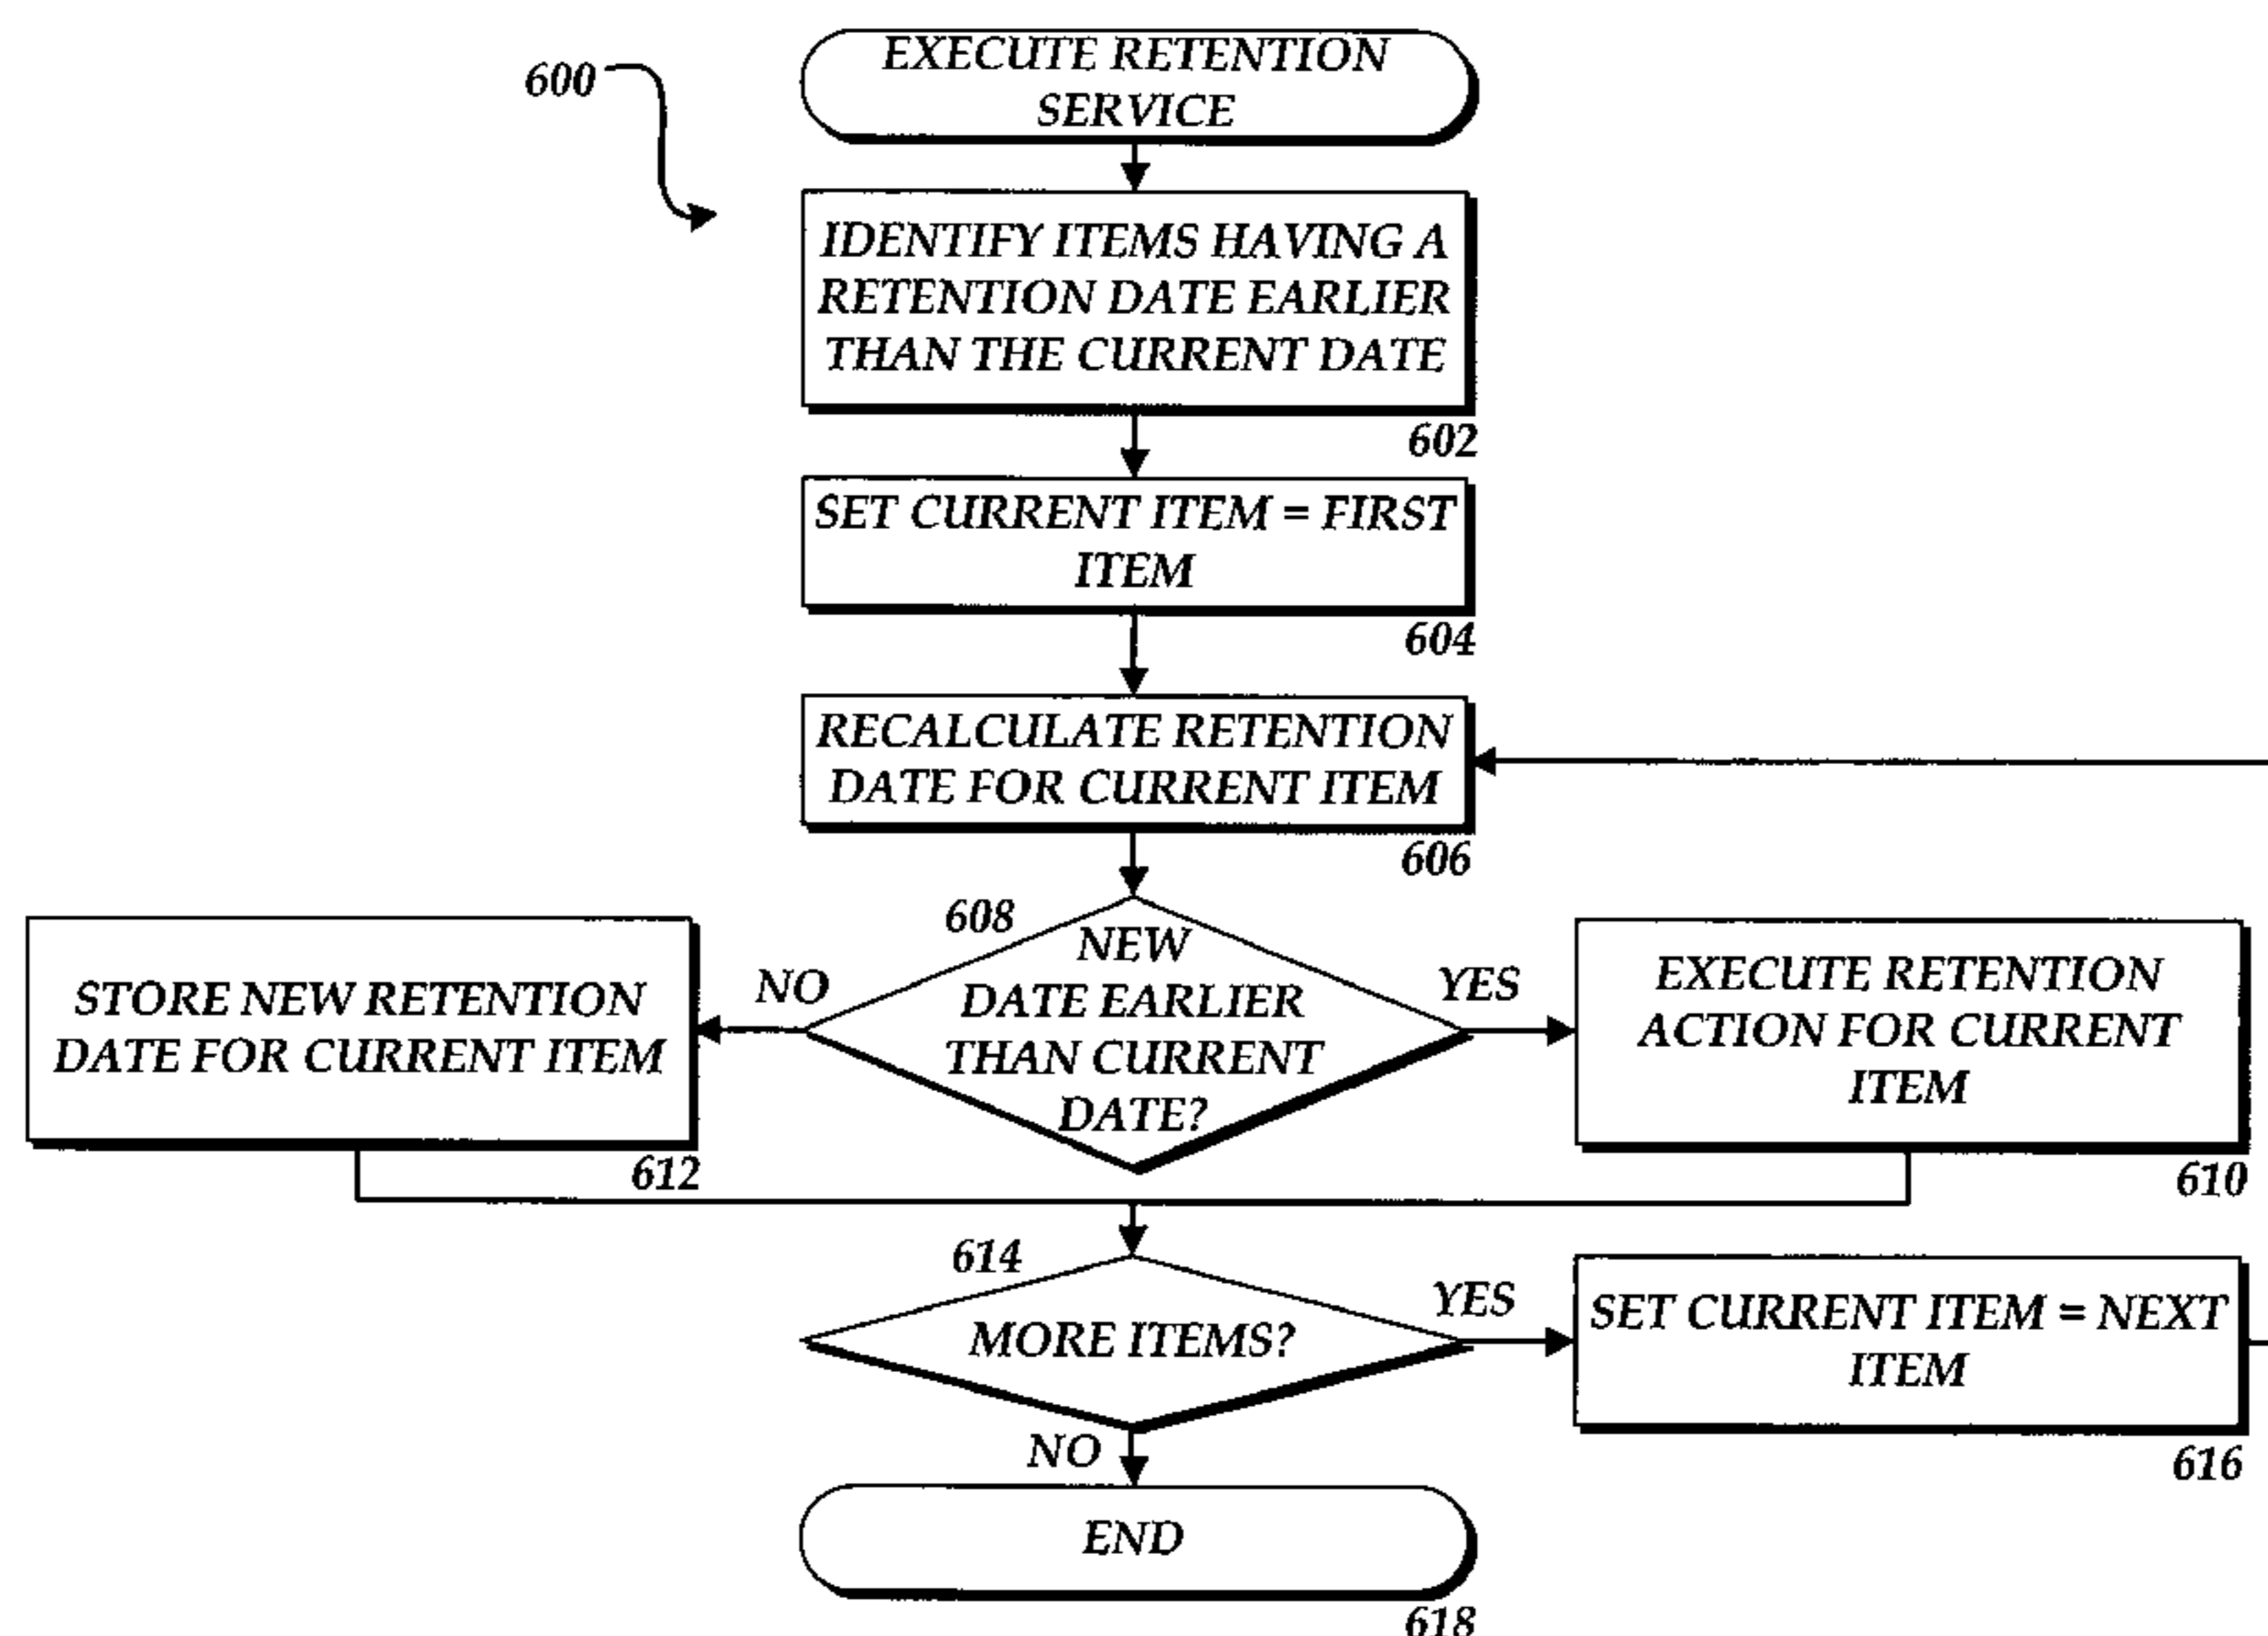 EXECUTE RETENTION
SERVICE
600
IDENTIFY ITEMS HAVING A
RETENTION DATE EARLIER
THAN THE CURRENT DATE
602
SET CURRENT ITEM = FIRST
ITEM
604
RECALCULATE RETENTION
DATE FOR CURRENT ITEM
606
608
NEW
DATE EARLIER
THAN CURRENT
DATE?
NO
YES
STORE NEW RETENTION
DATE FOR CURRENT ITEM
612
EXECUTE RETENTION
ACTION FOR CURRENT
ITEM
610
614
MORE ITEMS?
YES
SET CURRENT ITEM = NEXT
ITEM
616
NO
END
618